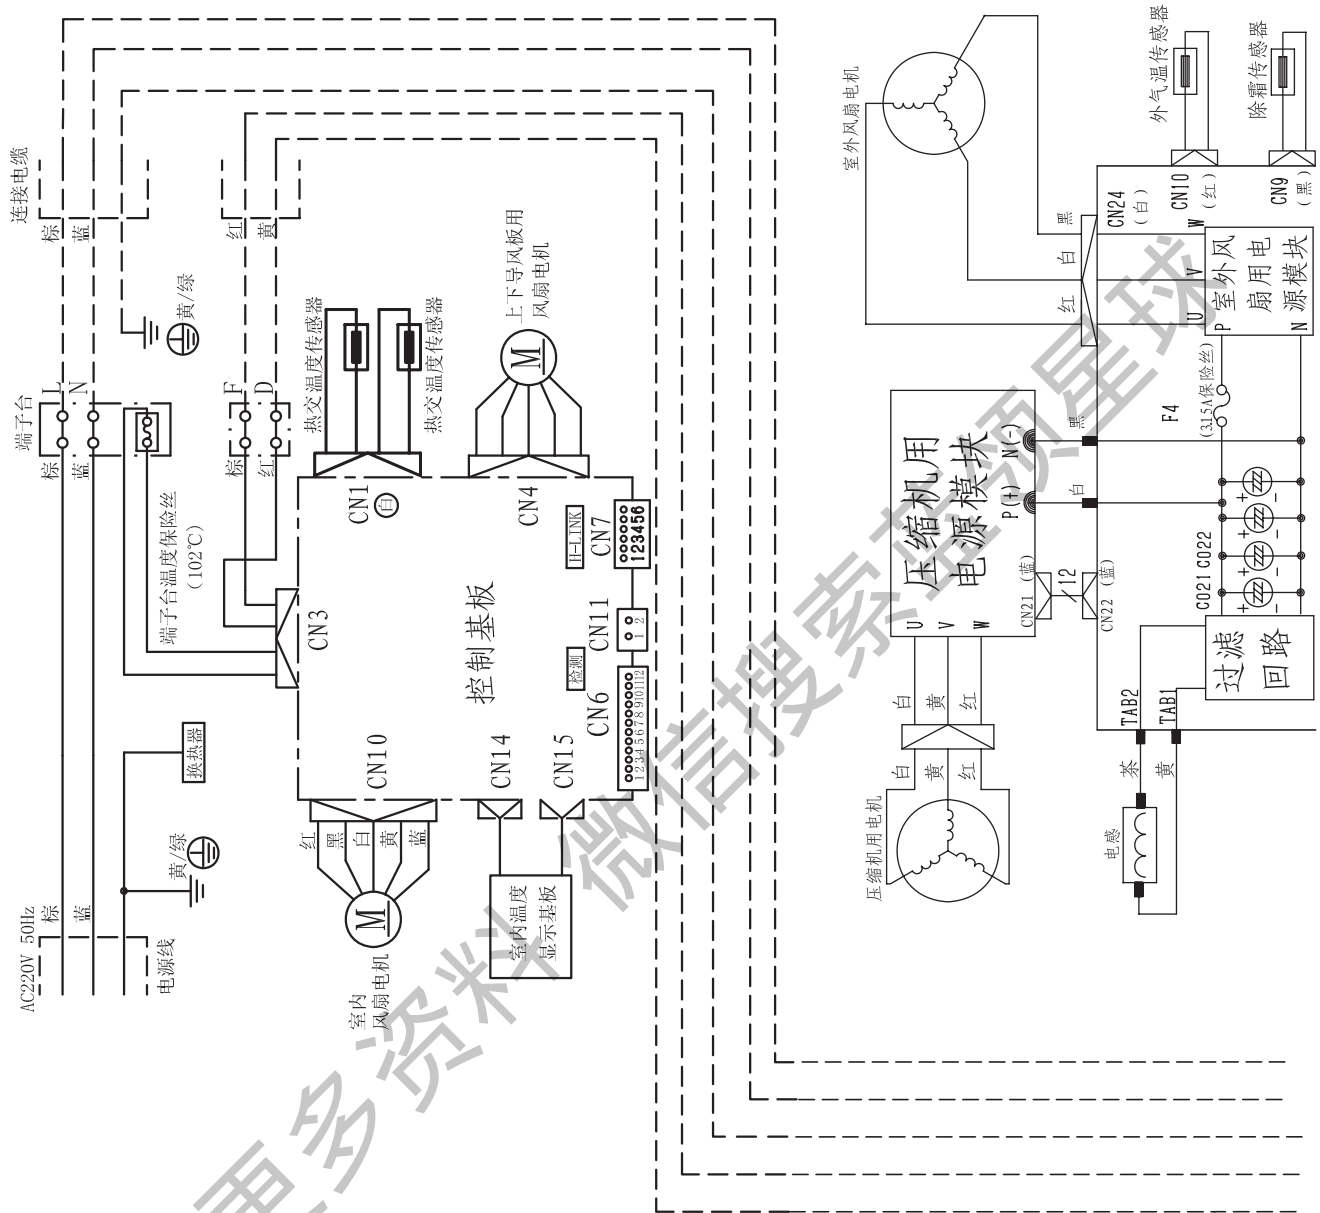 AC220V 50Hz
电源线
棕
蓝
黄/绿
换热器
端子台
棕
蓝
L
N
棕
蓝
连接电缆
黄/绿
端子台温度保险丝
(102℃)
棕
红
F
D
红
黄
CN3
热交温度传感器
热交温度传感器
CN1
白
上下导风板用
风扇电机
M
CN4
控制基板
H-LINK
CN7
123456
CN11
1 2
检测
CN6
123456789101112
CN10
红
黑
白
黄
蓝
M
室内
风扇电机
CN14
CN15
室内温度
显示基板
室外风扇电机
红
白
黑
CN24
(白)
外气温传感器
CN10
(红)
除霜传感器
CN9
(黑)
U
V
W
室外风
扇用电
源模块
P
N
F4
(3.15A保险丝)
压缩机用
电源模块
P(+)
N(-)
白
黑
U
V
W
CN21
(蓝)
12
CN22
(蓝)
C021 C022
+
-
+
-
+
-
+
-
过滤
回路
TAB2
TAB1
茶
黄
电感
白
黄
红
白
黄
红
压缩机用电机
更多资料 微信搜索蓝领星球